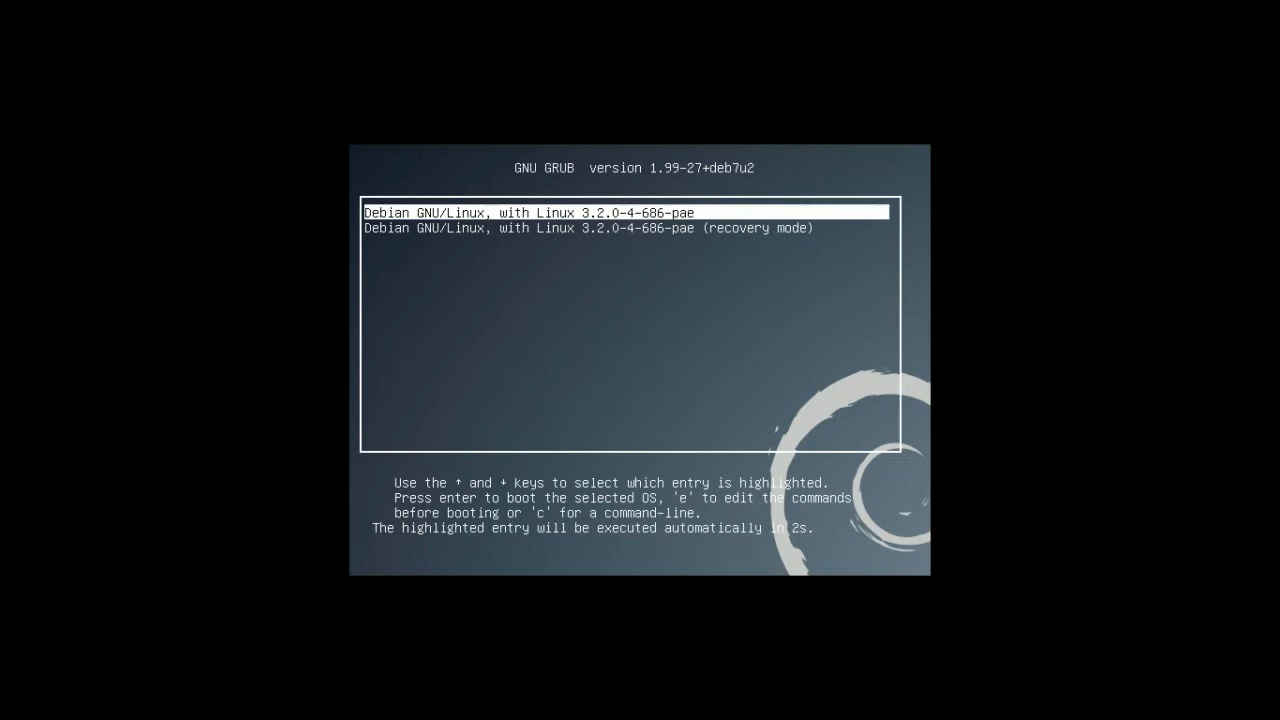 GNU GRUB  version 1.99-27+deb7u2
Debian GNU/Linux, with Linux 3.2.0-4-686-pae
Debian GNU/Linux, with Linux 3.2.0-4-686-pae (recovery mode)
Use the ↑ and ↓ keys to select which entry is highlighted.
Press enter to boot the selected OS, 'e' to edit the commands
before booting or 'c' for a command-line.
The highlighted entry will be executed automatically in 2s.